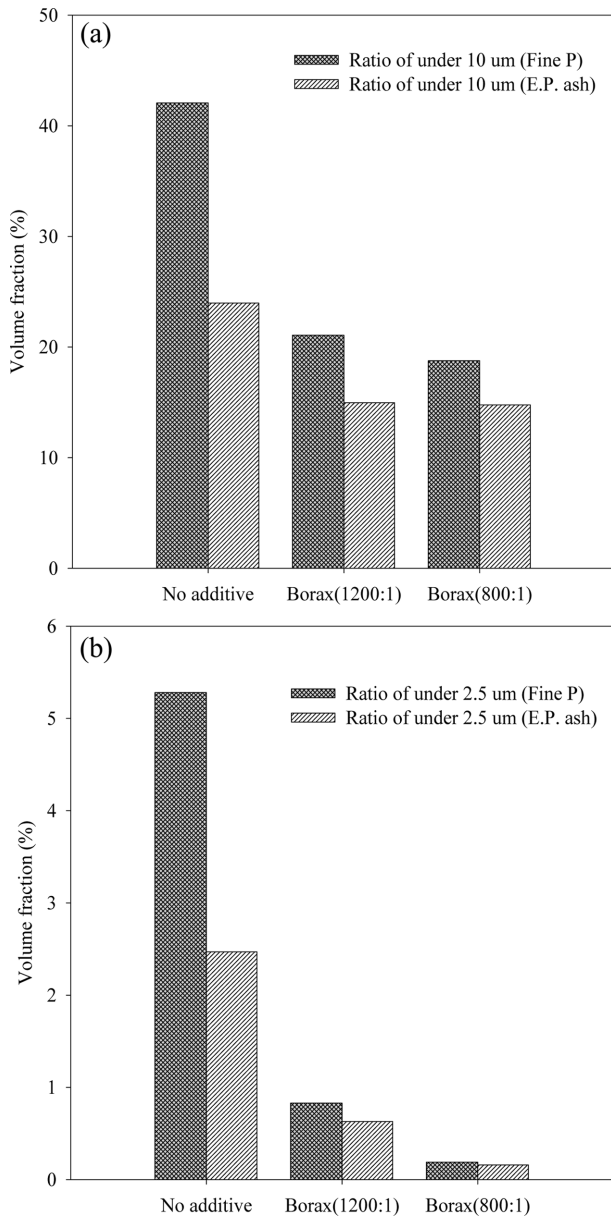 (a)
Ratio of under 10 um (Fine P)
Ratio of under 10 um (E.P. ash)
Volume fraction (%)
50
40
30
20
10
0
No additive Borax(1200:1) Borax(800:1)
(b)
Ratio of under 2.5 um (Fine P)
Ratio of under 2.5 um (E.P. ash)
Volume fraction (%)
6
5
4
3
2
1
0
No additive Borax(1200:1) Borax(800:1)